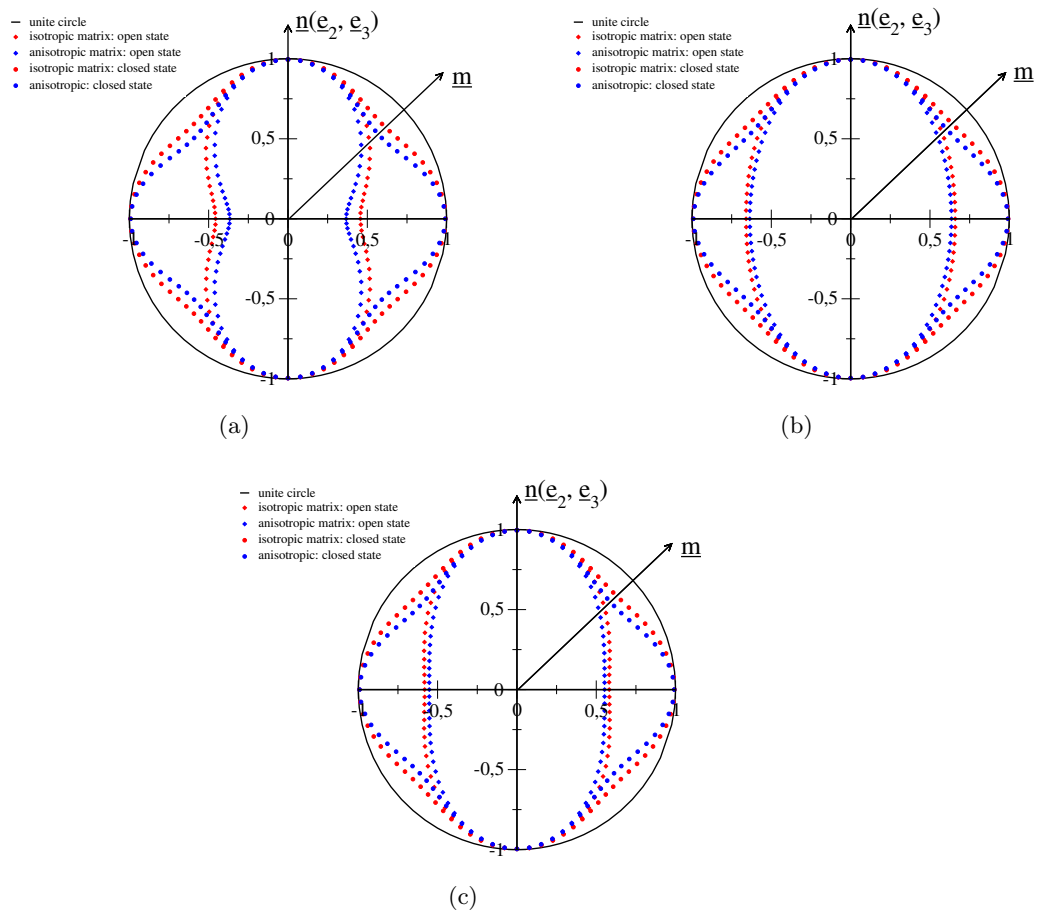 unite circle
isotropic matrix: open state
anisotropic matrix: open state
isotropic matrix: closed state
anisotropic: closed state
n(e2, e3)
m
1
0,5
0
-0,5
-1
-1
-0,5
0
0,5
1
(a)
unite circle
isotropic matrix: open state
anisotropic matrix: open state
isotropic matrix: closed state
anisotropic: closed state
n(e2, e3)
m
1
0,5
0
-0,5
-1
-1
-0,5
0
0,5
1
(b)
unite circle
isotropic matrix: open state
anisotropic matrix: open state
isotropic matrix: closed state
anisotropic: closed state
n(e2, e3)
m
1
0,5
0
-0,5
-1
-1
-0,5
0
0,5
1
(c)